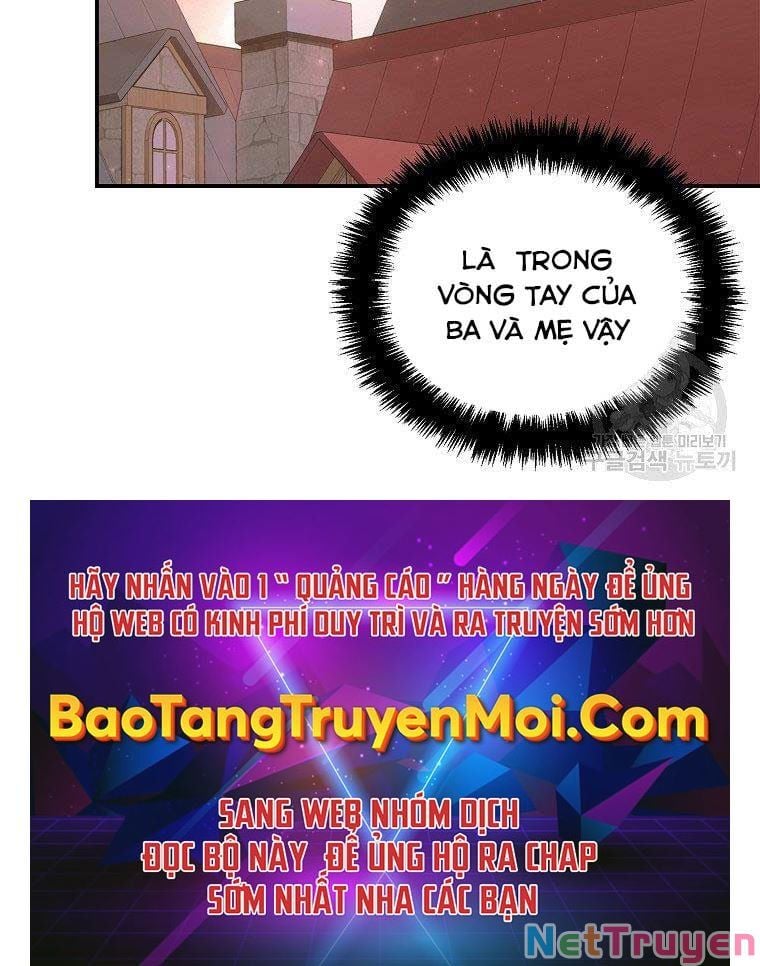 LÀ TRONG
VÒNG TAY CỦA
BA VÀ MẸ VẬY
미리보기
구글검색 뉴토끼
HÃY NHẤN VÀO 1 “ QUẢNG CÁO ” HÀNG NGÀY ĐỂ ỦNG
HỘ WEB CÓ KINH PHÍ DUY TRÌ VÀ RA TRUYỆN SỚM HƠN
BaoTangTruyenMoi.Com
SANG WEB NHÓM DỊCH
ĐỌC BỘ NÀY ĐỂ ỦNG HỘ RA CHAP
SỚM NHẤT NHA CÁC BẠN
NetTruyen